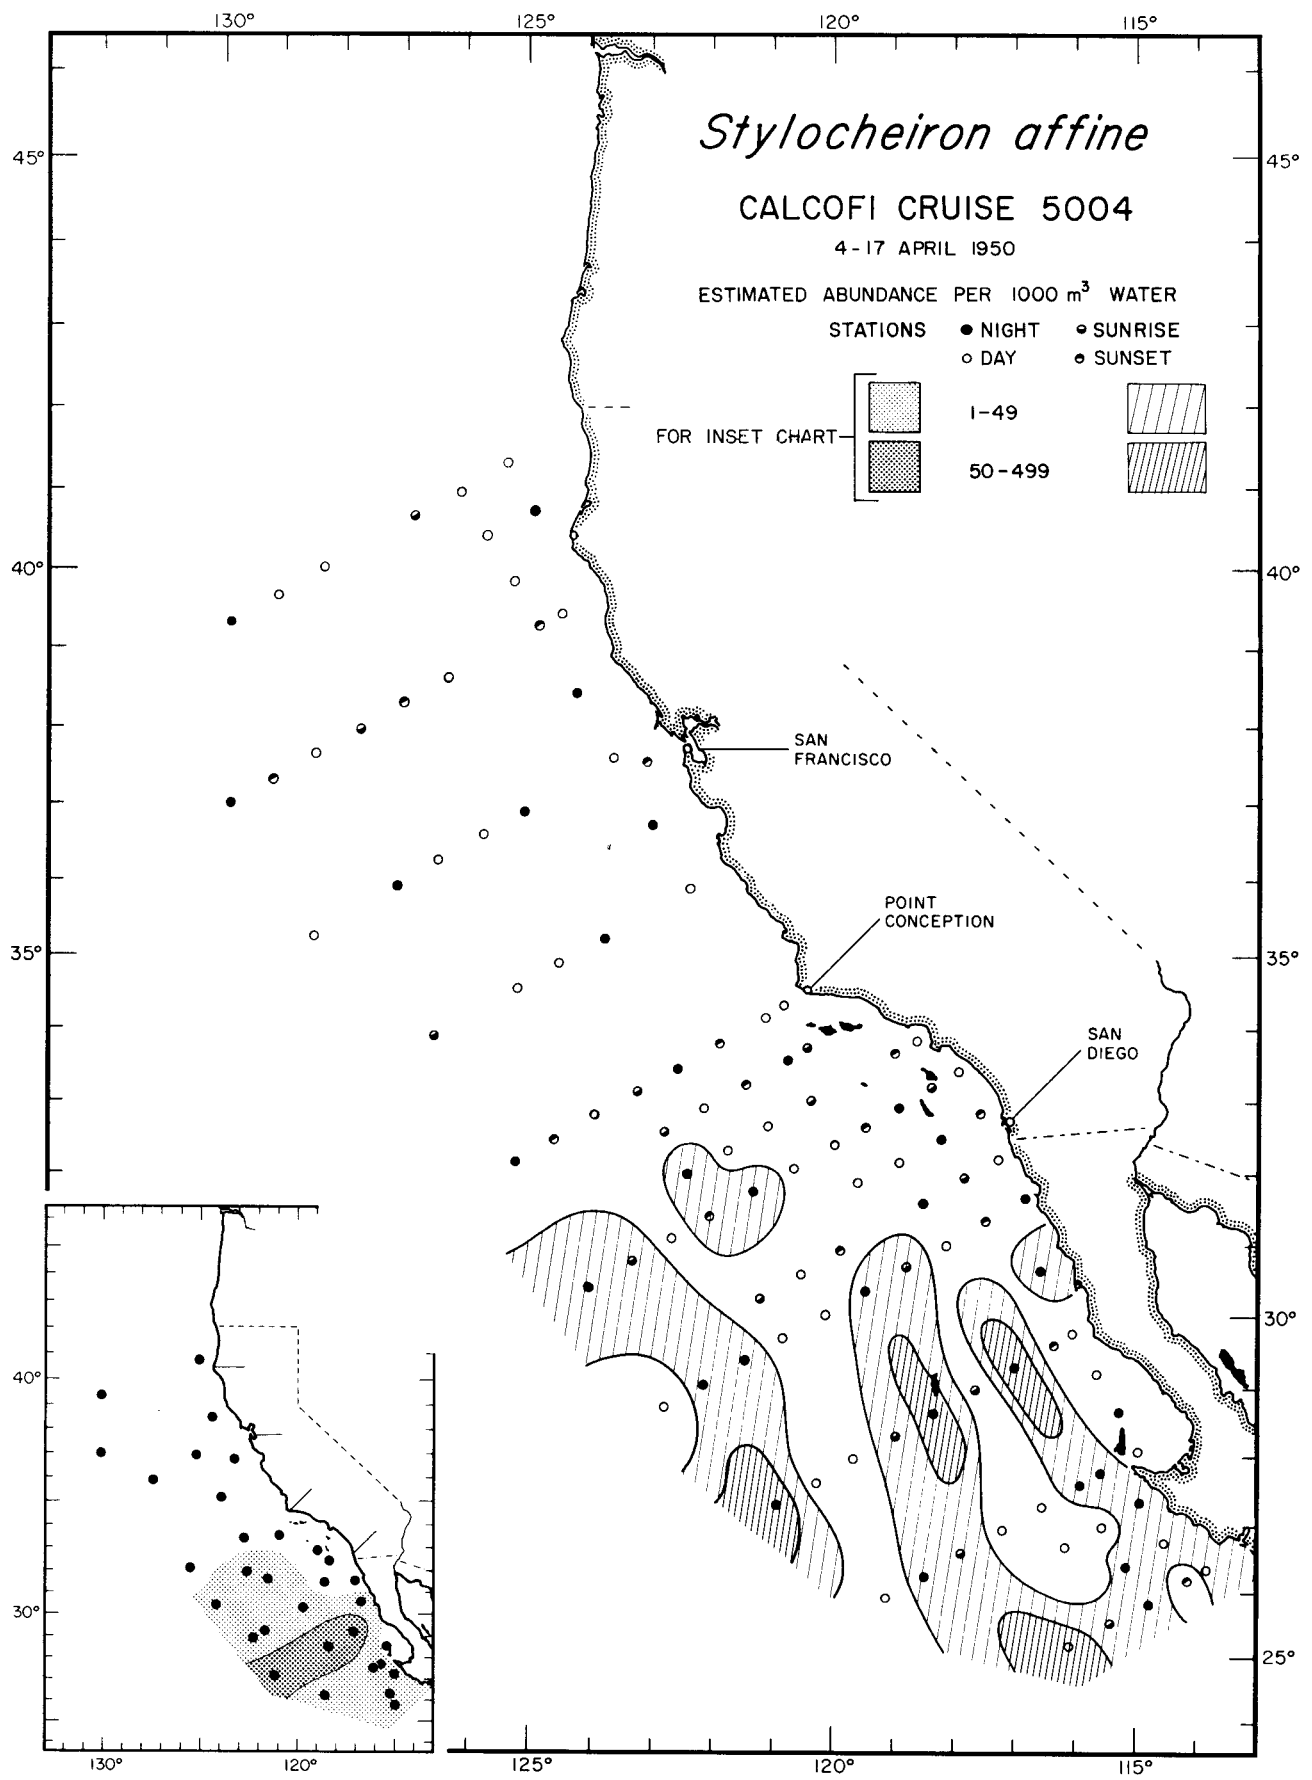 130° 125° 120° 115°
45° 45°
Stylocheiron affine
CALCOFI CRUISE 5004
4-17 APRIL 1950
ESTIMATED ABUNDANCE PER 1000 m³ WATER
STATIONS ● NIGHT ◒ SUNRISE
○ DAY ◓ SUNSET
1-49
FOR INSET CHART
50-499
40° 40°
SAN
FRANCISCO
POINT
CONCEPTION
35° 35°
SAN
DIEGO
30°
40°
30°
25°
130° 120° 125° 120° 115°